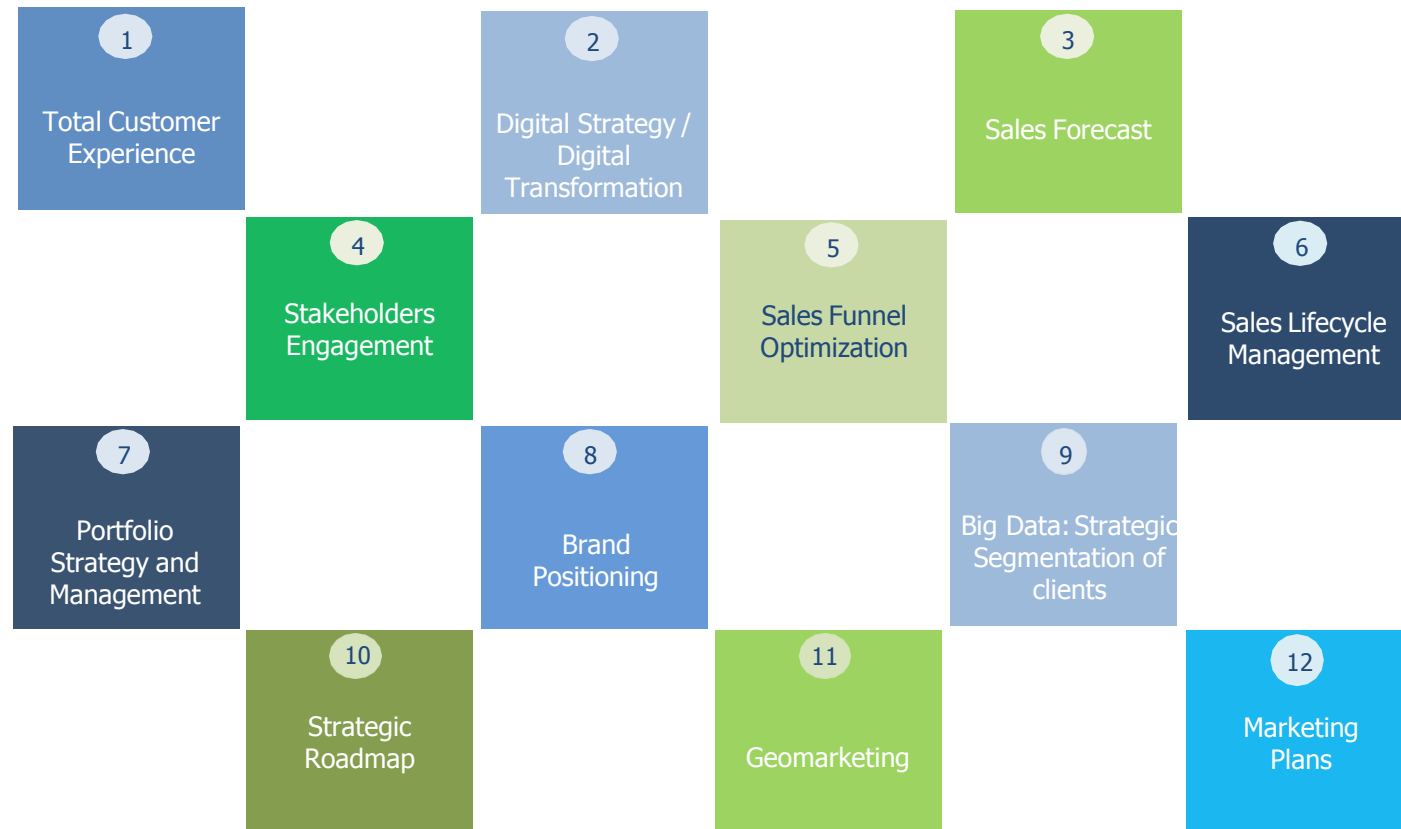 1
Total Customer
Experience
2
Digital Strategy /
Digital
Transformation
3
Sales Forecast
4
Stakeholders
Engagement
5
Sales Funnel
Optimization
6
Sales Lifecycle
Management
7
Portfolio
Strategy and
Management
8
Brand
Positioning
9
Big Data: Strategic
Segmentation of
clients
10
Strategic
Roadmap
11
Geomarketing
12
Marketing
Plans